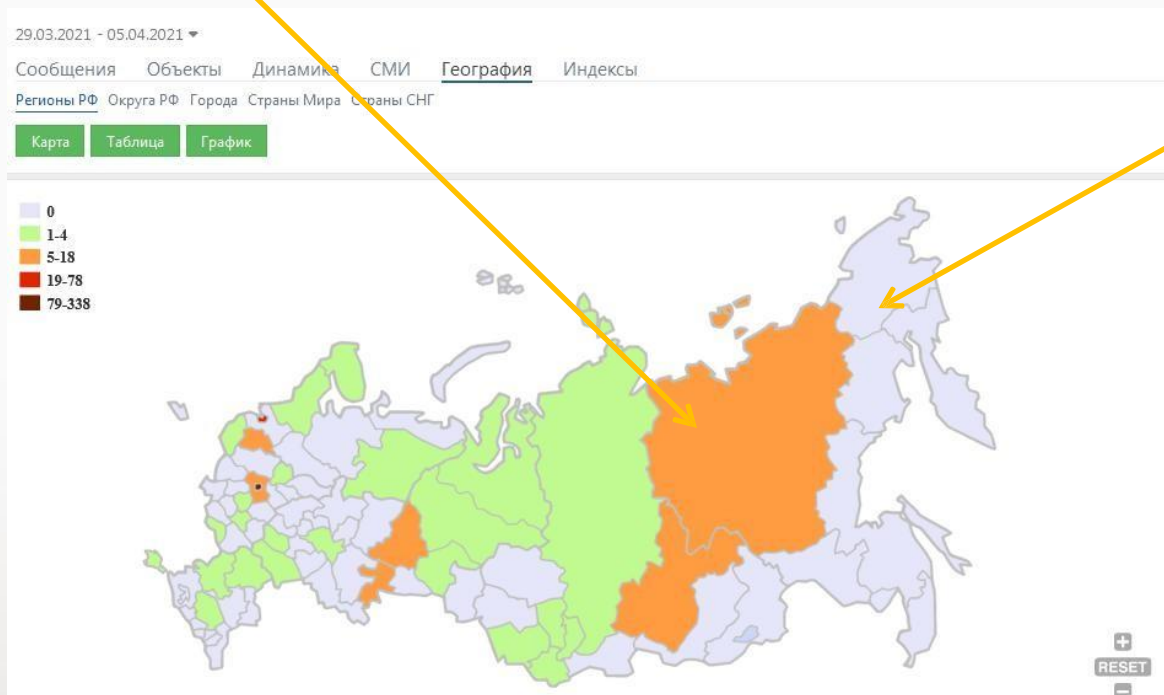 29.03.2021 - 05.04.2021
Сообщения Объекты Динамика СМИ География Индексы
Регионы РФ Округа РФ Города Страны Мира Страны СНГ
Карта Таблица График
0
1-4
5-18
19-78
79-338
RESET